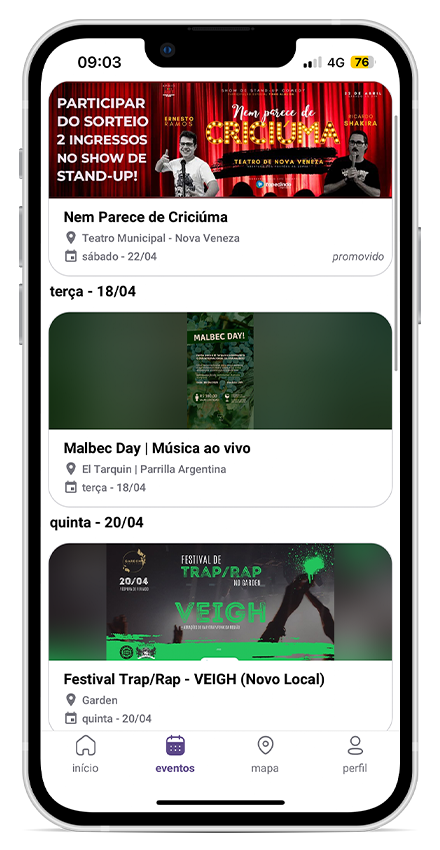 09:03
4G 76
PARTICIPAR
DO SORTEIO
2 INGRESSOS
NO SHOW DE
STAND-UP!
SHOW DE STAND-UP COMEDY
22 DE ABRIL
ERNESTO
RAMOS
Nem parece de
CRICIÚMA
RICARDO
SHAKIRA
TEATRO DE NOVA VENEZA
Nem Parece de Criciúma
Teatro Municipal - Nova Veneza
sábado - 22/04
promovido
terça - 18/04
MALBEC DAY!
Malbec Day | Música ao vivo
El Tarquin | Parrilla Argentina
terça - 18/04
quinta - 20/04
GARDEN
20/04
FESTIVAL DE
TRAP/RAP
NO GARDEN
VEIGH
Festival Trap/Rap - VEIGH (Novo Local)
Garden
quinta - 20/04
início
eventos
mapa
perfil